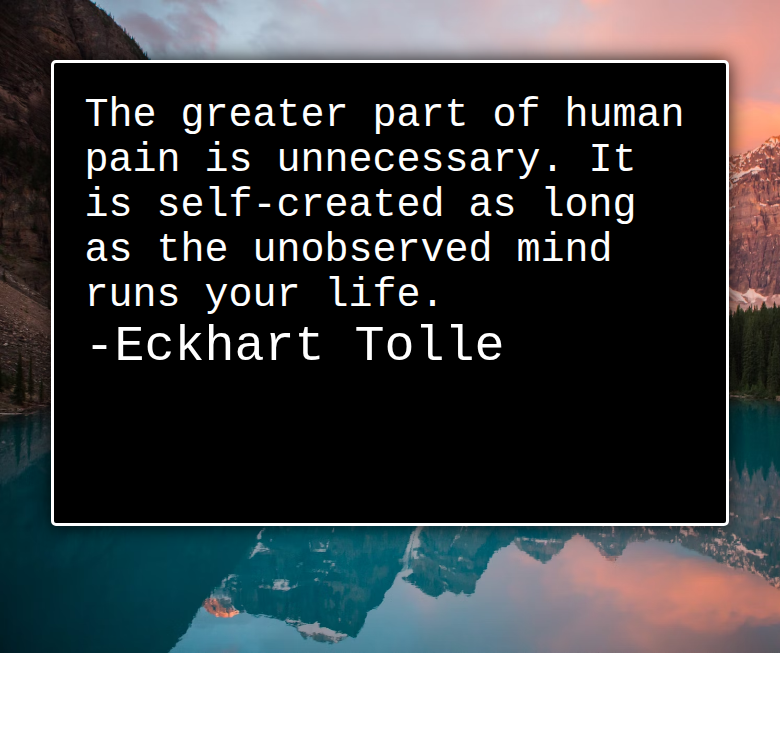 The greater part of human
pain is unnecessary. It
is self-created as long
as the unobserved mind
runs your life.
-Eckhart Tolle